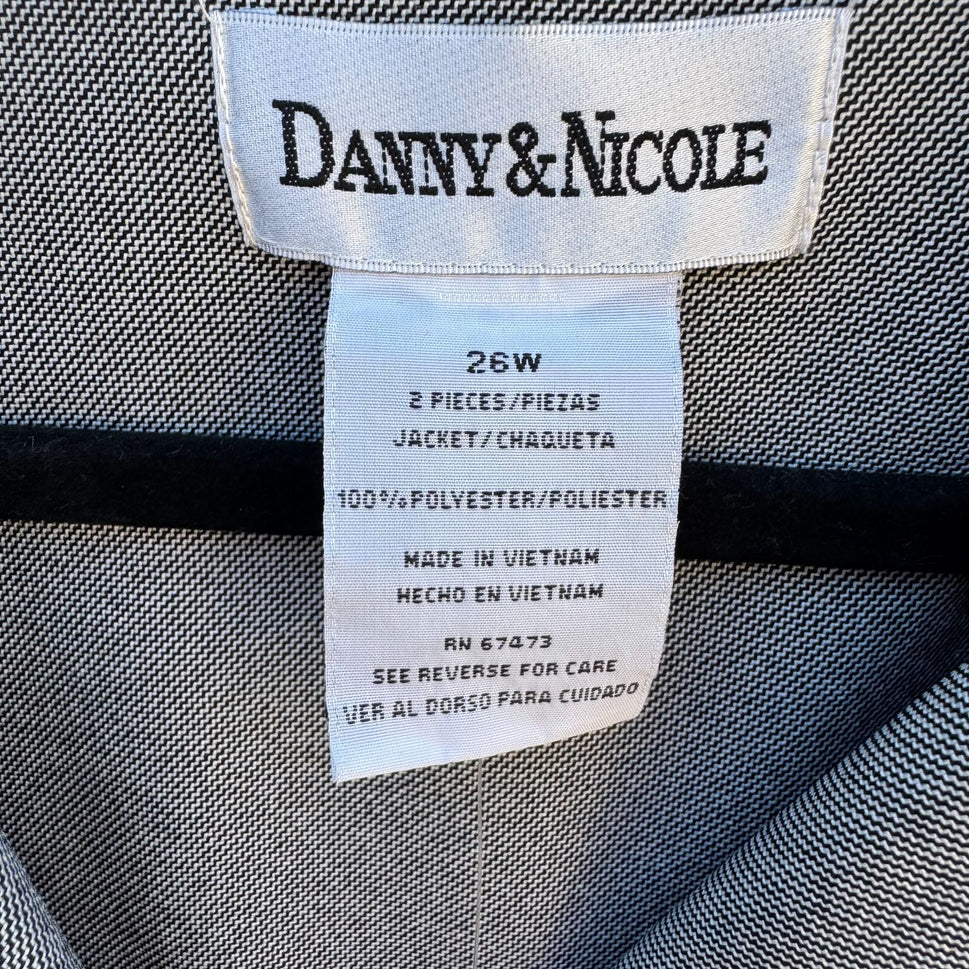 DANNY&NICOLE
26W
2 PIECES/PIEZAS
JACKET/CHAQUETA
100%POLYESTER/POLIESTER
MADE IN VIETNAM
HECHO EN VIETNAM
RN 67473
SEE REVERSE FOR CARE
VER AL DORSO PARA CUIDADO